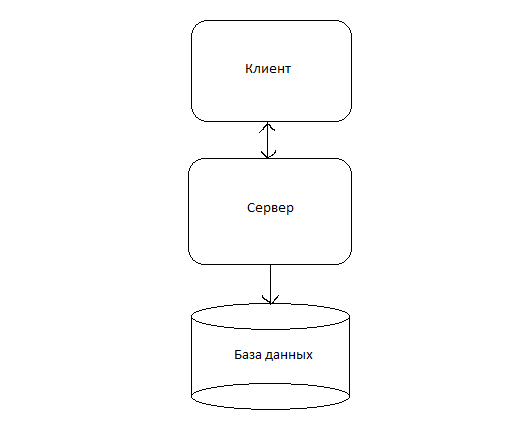 Клиент
Сервер
База данных